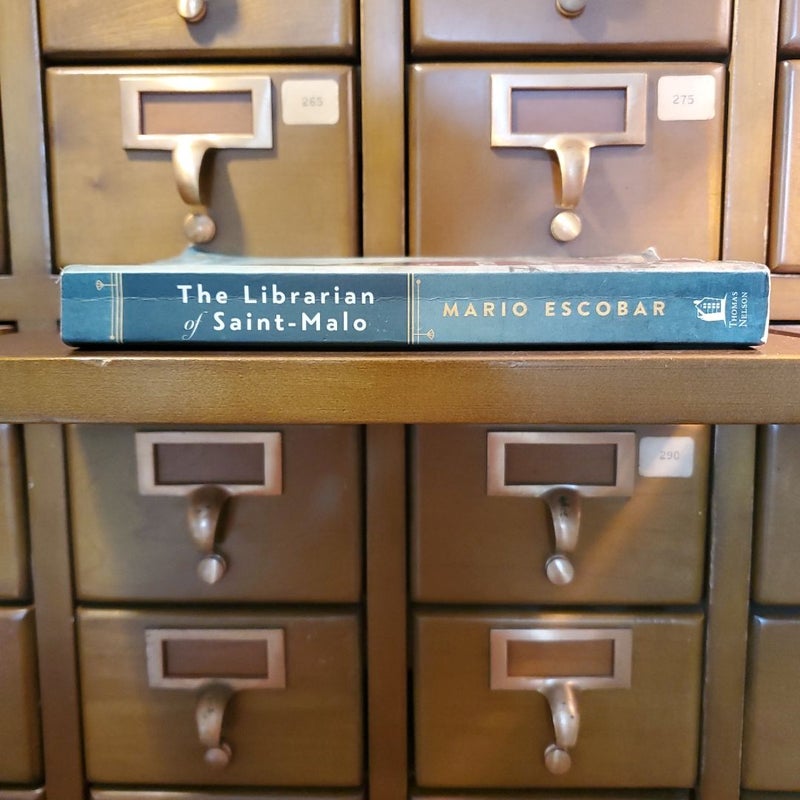 265
275
The Librarian
of Saint-Malo
MARIO ESCOBAR
THOMAS
NELSON
290